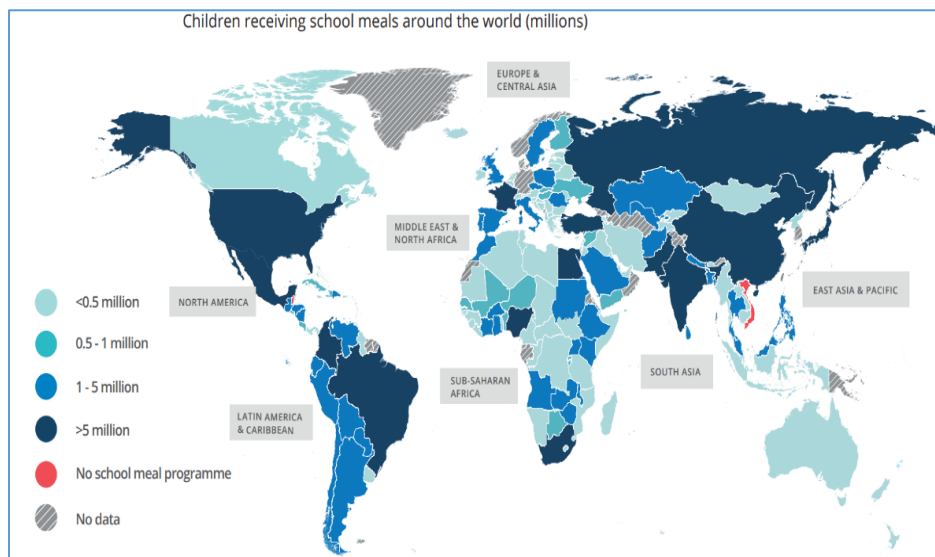 Children receiving school meals around the world (millions)
EUROPE &
CENTRAL ASIA
MIDDLE EAST &
NORTH AFRICA
NORTH AMERICA
EAST ASIA & PACIFIC
SOUTH ASIA
SUB-SAHARAN
AFRICA
LATIN AMERICA
& CARIBBEAN
<0.5 million
0.5 - 1 million
1 - 5 million
>5 million
No school meal programme
No data